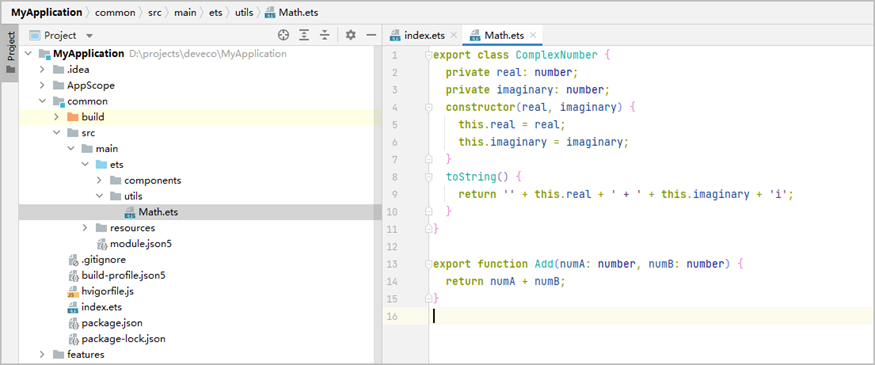 MyApplication > common > src > main > ets > utils > Math.ets
Project
Project
MyApplication D:\projects\deveco\MyApplication
.idea
AppScope
common
build
src
main
ets
components
utils
Math.ets
resources
module.json5
.gitignore
build-profile.json5
hvigorfile.js
index.ets
package.json
package-lock.json
features
index.ets × Math.ets ×
1 export class ComplexNumber {
2 private real: number;
3 private imaginary: number;
4 constructor(real, imaginary) {
5 this.real = real;
6 this.imaginary = imaginary;
7 }
8 toString() {
9 return '' + this.real + ' + ' + this.imaginary + 'i';
10 }
11 }
12
13 export function Add(numA: number, numB: number) {
14 return numA + numB;
15 }
16